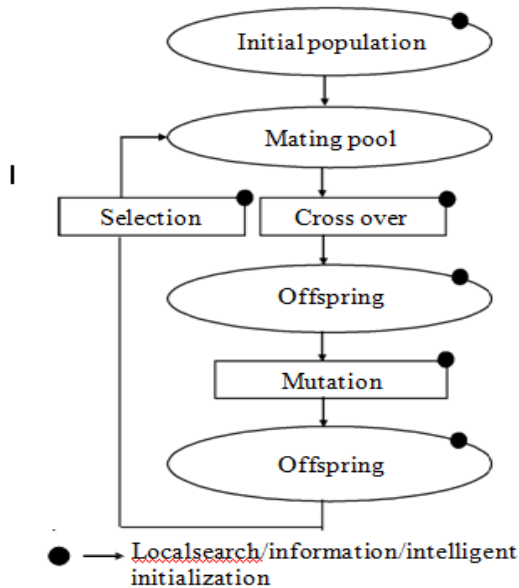 Initial population
Mating pool
Selection
Cross over
Offspring
Mutation
Offspring
Localsearch/information/intelligent
initialization